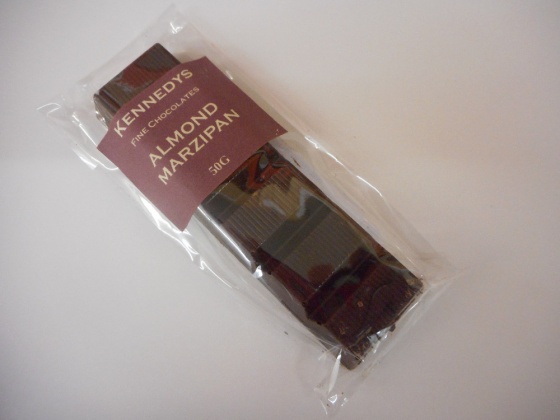 KENNEDYS
FINE CHOCOLATES
ALMOND
MARZIPAN
50G